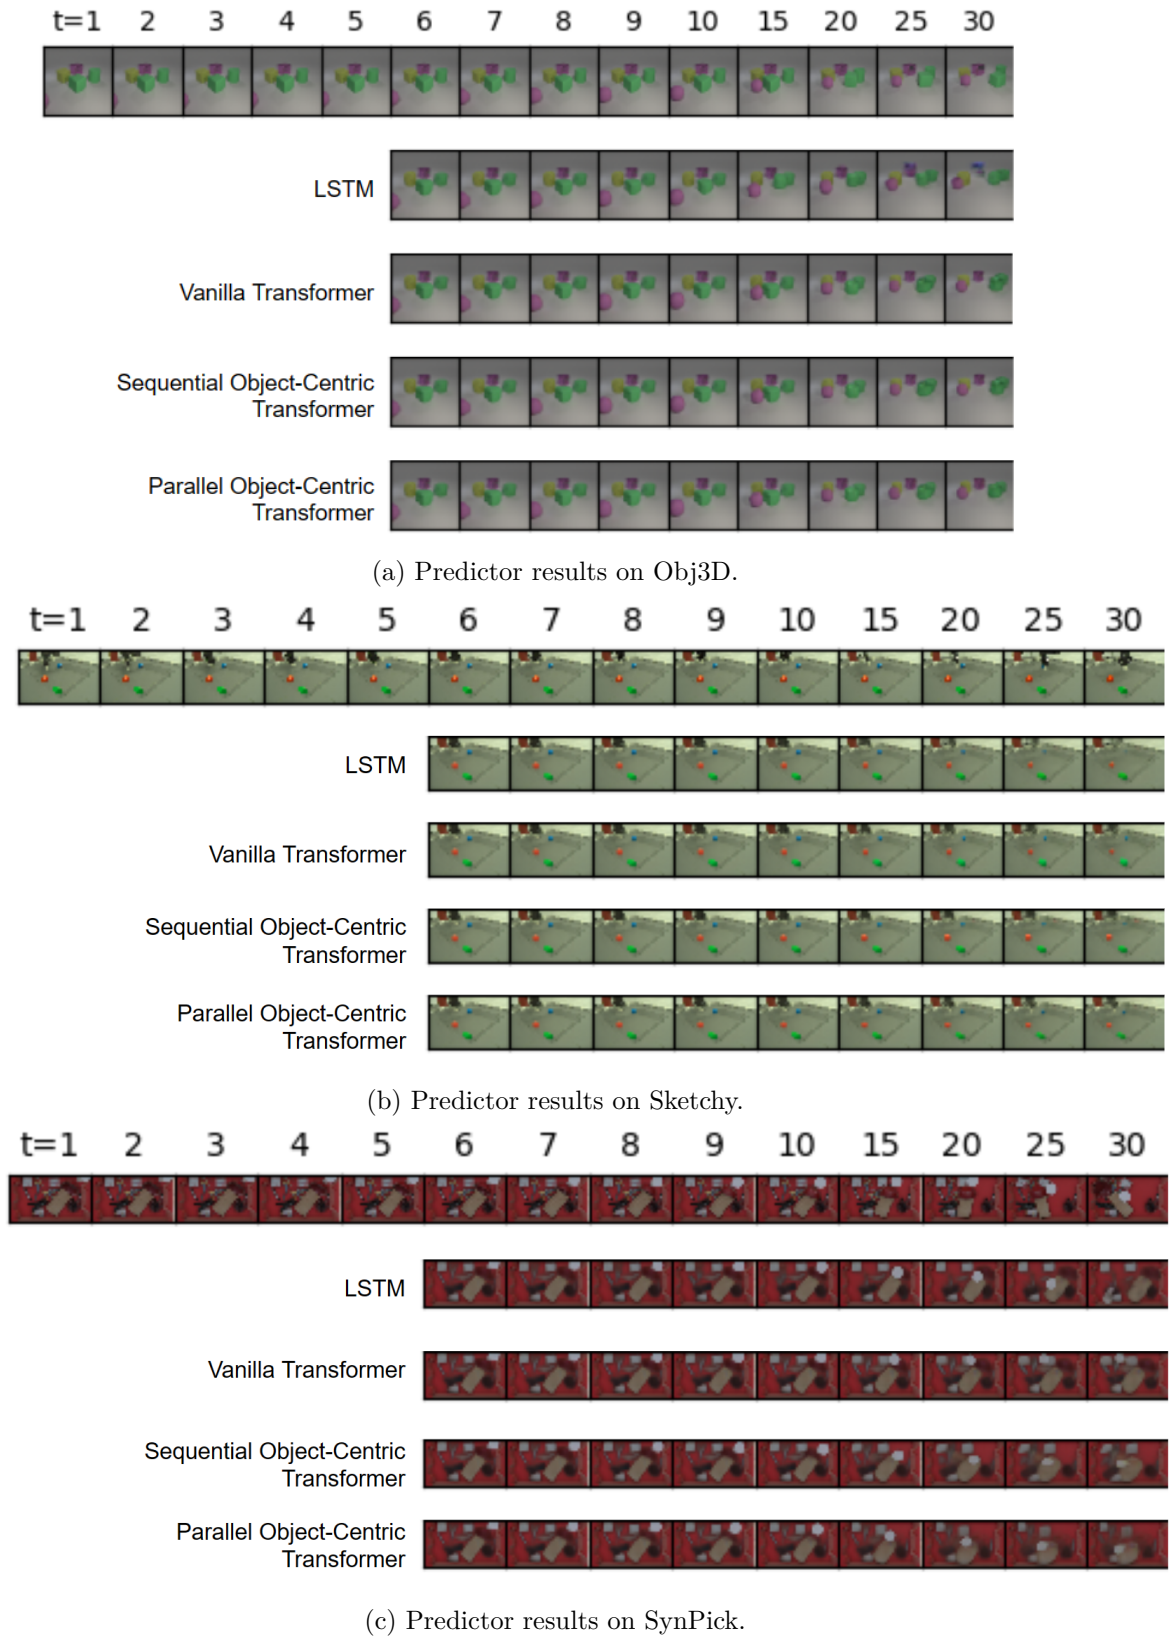 t=1 2 3 4 5 6 7 8 9 10 15 20 25 30
LSTM
Vanilla Transformer
Sequential Object-Centric
Transformer
Parallel Object-Centric
Transformer
(a) Predictor results on Obj3D.
t=1 2 3 4 5 6 7 8 9 10 15 20 25 30
LSTM
Vanilla Transformer
Sequential Object-Centric
Transformer
Parallel Object-Centric
Transformer
(b) Predictor results on Sketchy.
t=1 2 3 4 5 6 7 8 9 10 15 20 25 30
LSTM
Vanilla Transformer
Sequential Object-Centric
Transformer
Parallel Object-Centric
Transformer
(c) Predictor results on SynPick.